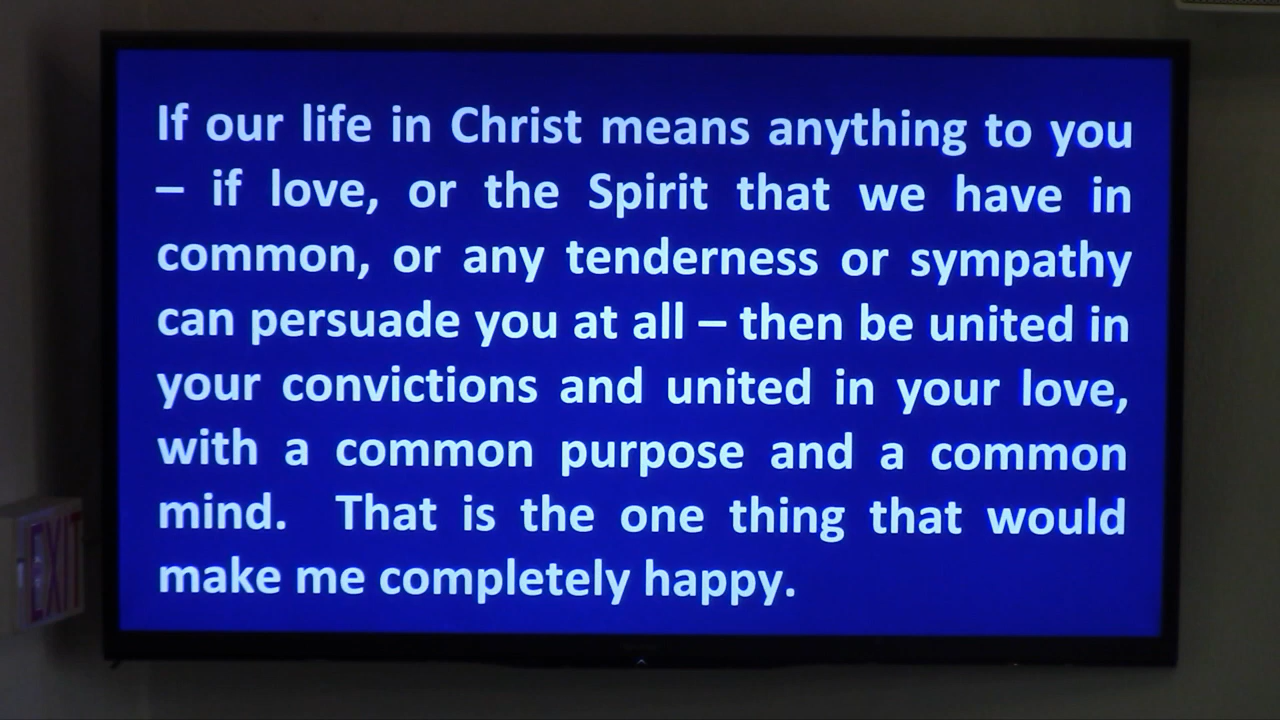 If our life in Christ means anything to you
– if love, or the Spirit that we have in
common, or any tenderness or sympathy
can persuade you at all – then be united in
your convictions and united in your love,
with a common purpose and a common
mind.  That is the one thing that would
make me completely happy.
EXIT